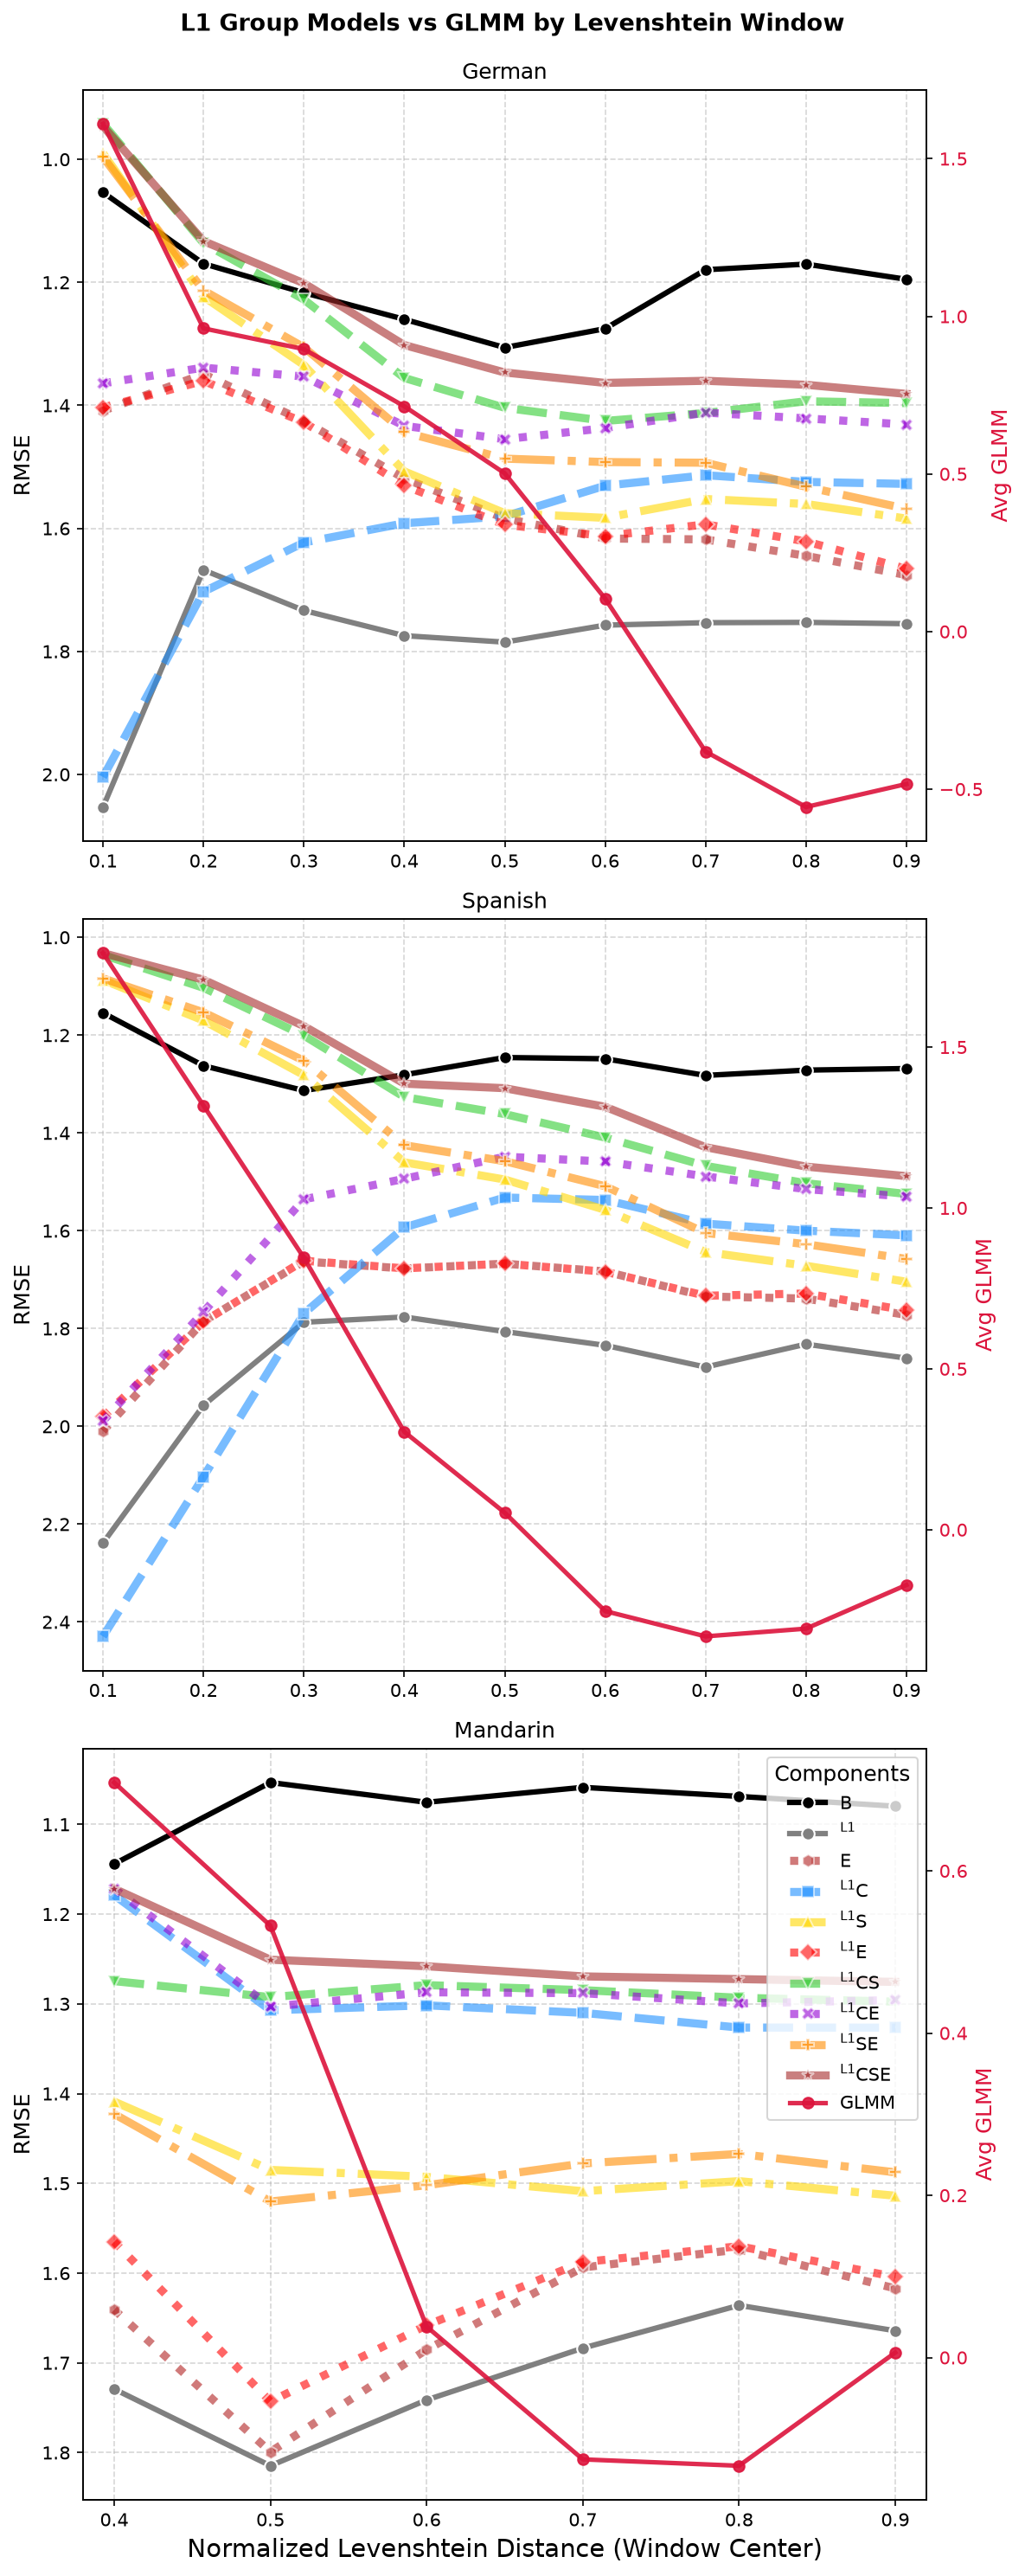 L1 Group Models vs GLMM by Levenshtein Window
German
1.0
1.2
1.4
1.6
1.8
2.0
RMSE
1.5
1.0
0.5
0.0
−0.5
Avg GLMM
0.1 0.2 0.3 0.4 0.5 0.6 0.7 0.8 0.9
Spanish
1.0
1.2
1.4
1.6
1.8
2.0
2.2
2.4
RMSE
1.5
1.0
0.5
0.0
Avg GLMM
0.1 0.2 0.3 0.4 0.5 0.6 0.7 0.8 0.9
Mandarin
1.1
1.2
1.3
1.4
1.5
1.6
1.7
1.8
RMSE
Components
B
L1
E
L1C
L1S
L1E
L1CS
L1CE
L1SE
L1CSE
GLMM
0.6
0.4
0.2
0.0
Avg GLMM
0.4 0.5 0.6 0.7 0.8 0.9
Normalized Levenshtein Distance (Window Center)